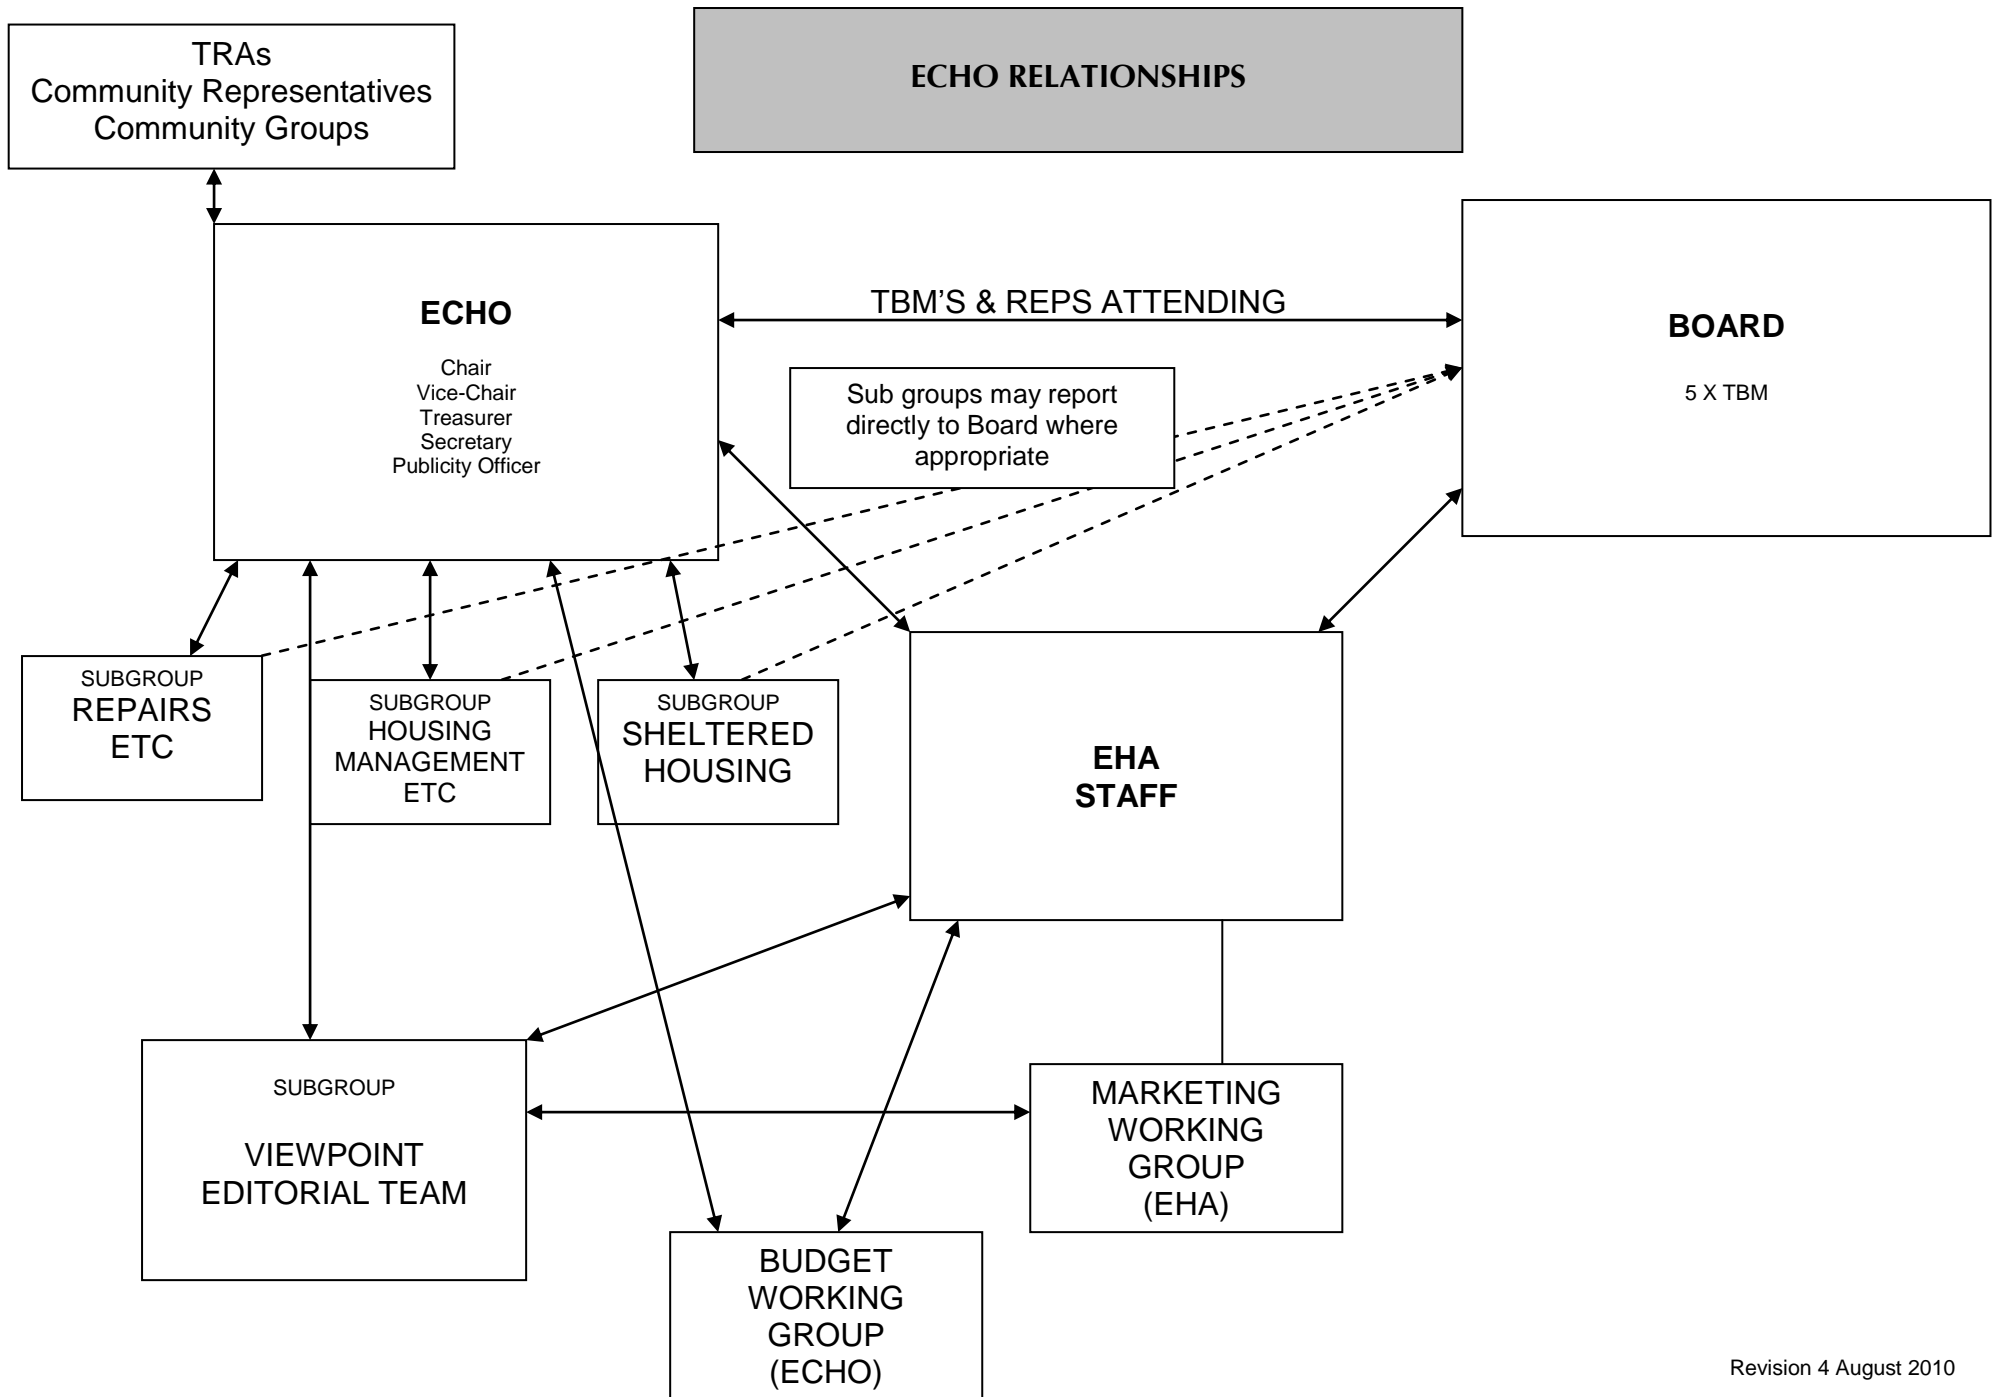 TRAs
Community Representatives
Community Groups
ECHO RELATIONSHIPS
ECHO
Chair
Vice-Chair
Treasurer
Secretary
Publicity Officer
TBM’S & REPS ATTENDING
BOARD
5 X TBM
Sub groups may report
directly to Board where
appropriate
SUBGROUP
REPAIRS
ETC
SUBGROUP
HOUSING
MANAGEMENT
ETC
SUBGROUP
SHELTERED
HOUSING
EHA
STAFF
SUBGROUP
VIEWPOINT
EDITORIAL TEAM
MARKETING
WORKING
GROUP
(EHA)
BUDGET
WORKING
GROUP
(ECHO)
Revision 4 August 2010